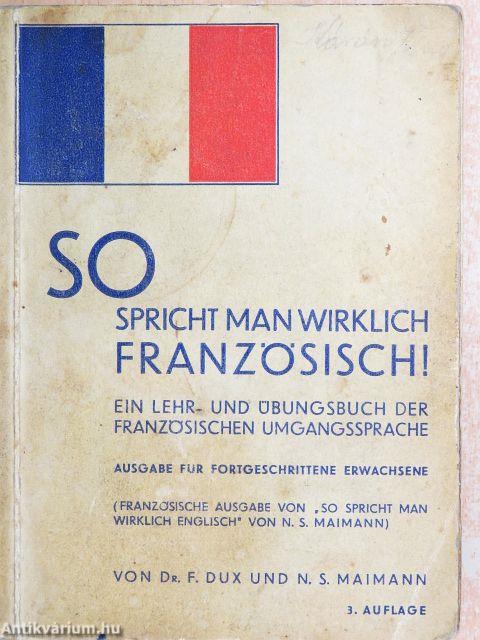 SO
SPRICHT MAN WIRKLICH
FRANZÖSISCH!
EIN LEHR- UND ÜBUNGSBUCH DER
FRANZÖSISCHEN UMGANGSSPRACHE
AUSGABE FÜR FORTGESCHRITTENE ERWACHSENE
(FRANZÖSISCHE AUSGABE VON „SO SPRICHT MAN
WIRKLICH ENGLISCH" VON N. S. MAIMANN)
VON DR. F. DUX UND N. S. MAIMANN
3. AUFLAGE
Antikvárium.hu